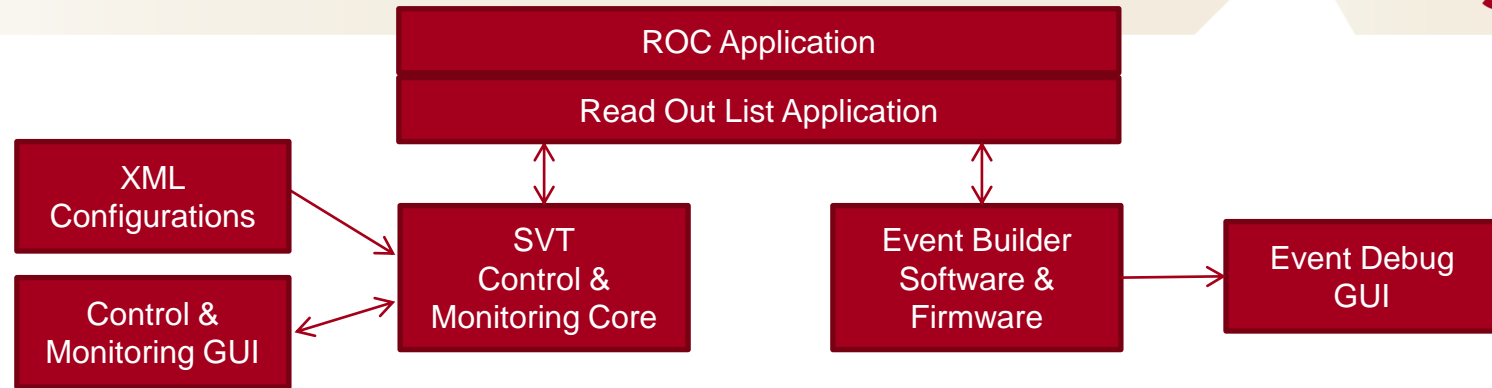 ROC Application
Read Out List Application
XML
Configurations
Control &
Monitoring GUI
SVT
Control &
Monitoring Core
Event Builder
Software &
Firmware
Event Debug
GUI